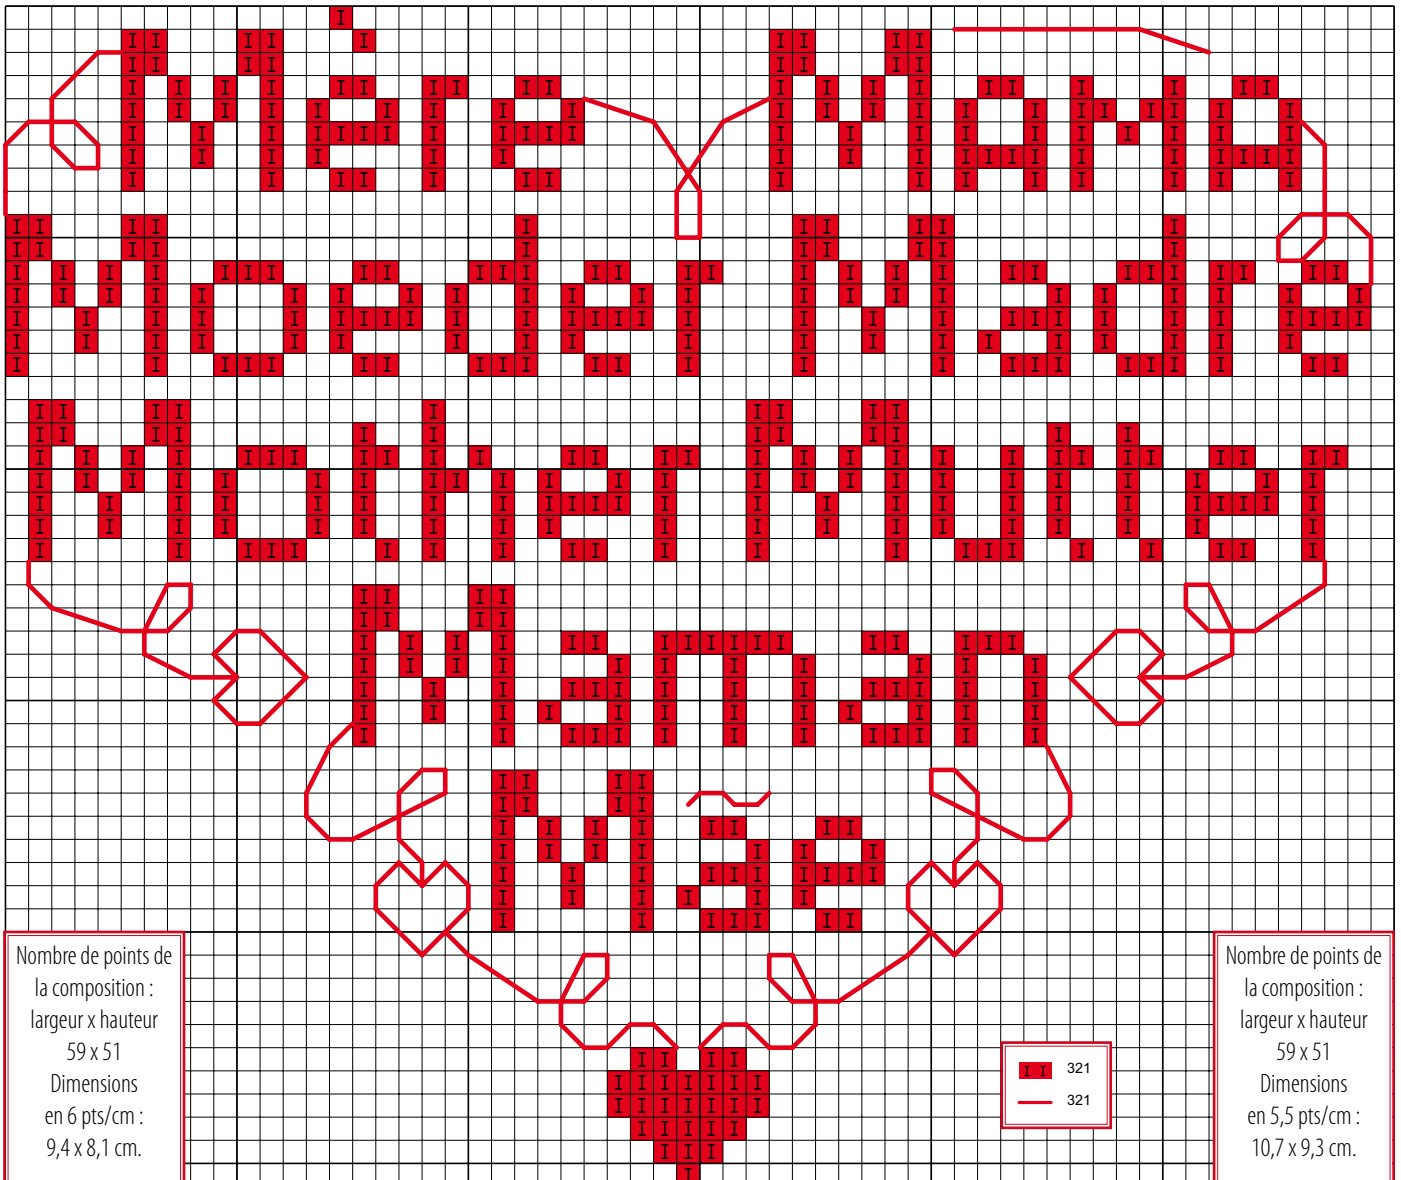 Mère Mama
Moeder Madre
Mother Mutter
Maman
Mãe
Nombre de points de
la composition :
largeur x hauteur
59 x 51
Dimensions
en 6 pts/cm :
9,4 x 8,1 cm.
I I 321
321
Nombre de points de
la composition :
largeur x hauteur
59 x 51
Dimensions
en 5,5 pts/cm :
10,7 x 9,3 cm.